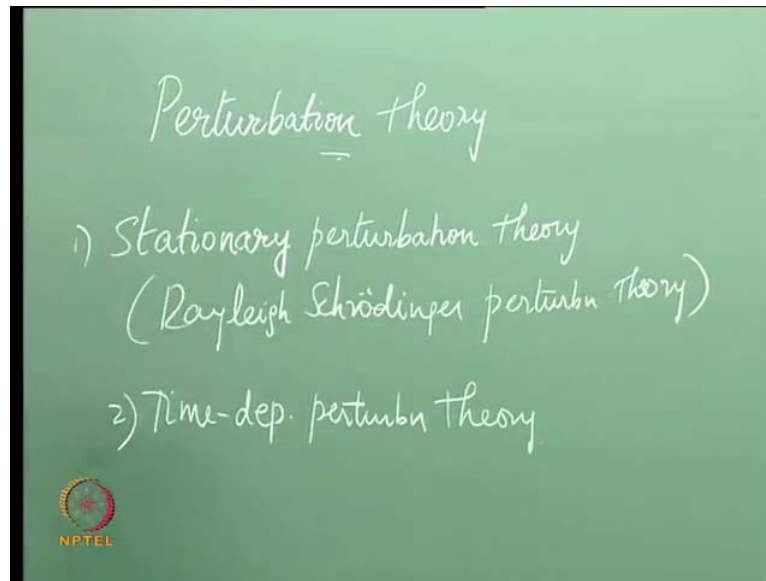 Perturbation theory
1) Stationary perturbation theory
(Rayleigh Schrödinger perturbn theory)
2) Time-dep. perturbn theory
NPTEL